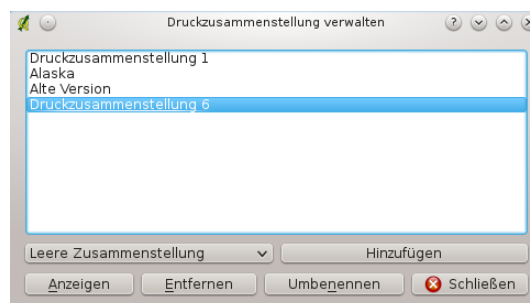 Druckzusammenstellung verwalten
Druckzusammenstellung 1
Alaska
Alte Version
Druckzusammenstellung 6
Leere Zusammenstellung
Hinzufügen
Anzeigen
Entfernen
Umbenennen
Schließen